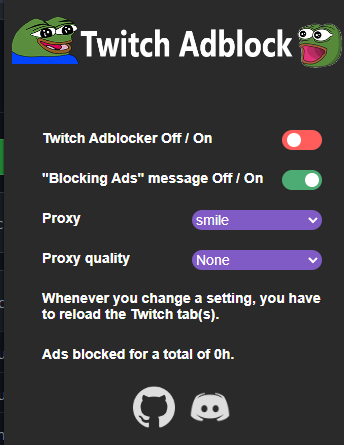 Twitch Adblock
Twitch Adblocker Off / On
"Blocking Ads" message Off / On
Proxy
smile
Proxy quality
None
Whenever you change a setting, you have
to reload the Twitch tab(s).
Ads blocked for a total of 0h.